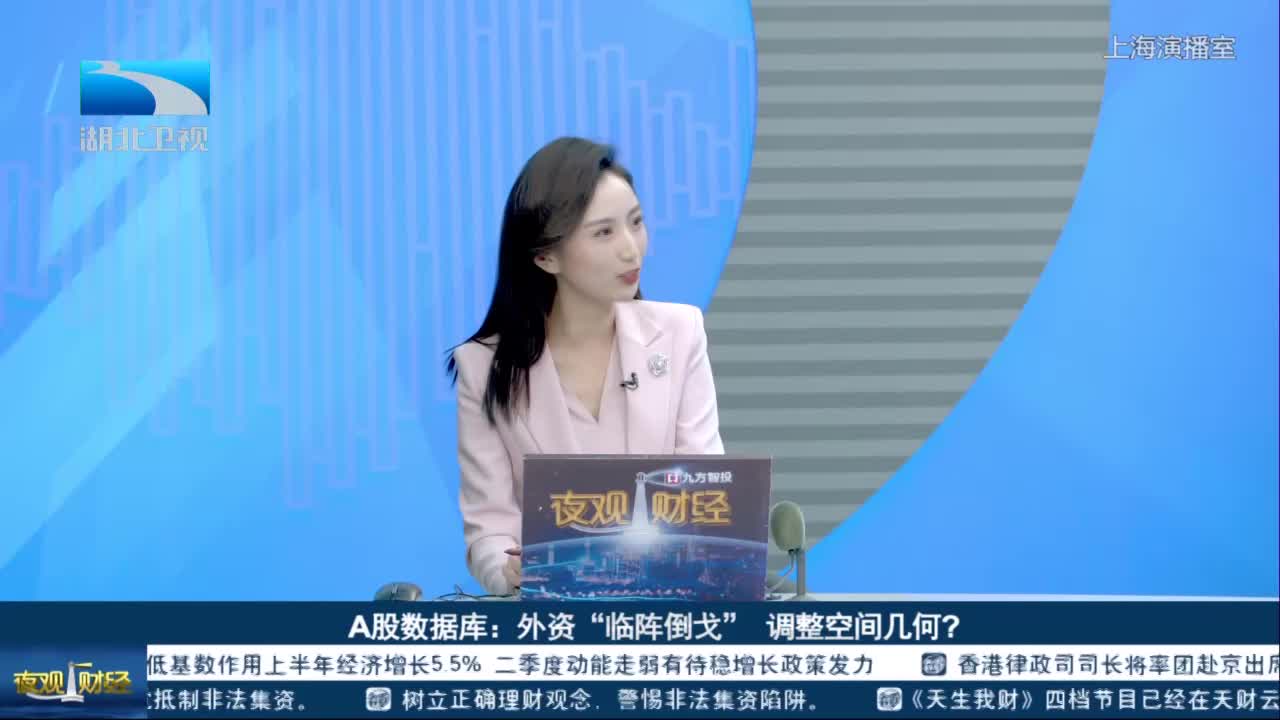 上海演播室
湖北卫视
九方智投
夜观财经
A股数据库：外资“临阵倒戈” 调整空间几何？
低基数作用上半年经济增长5.5% 二季度动能走弱有待稳增长政策发力 香港律政司司长将率团赴京出
夜观财经
抵制非法集资。 树立正确理财观念，警惕非法集资陷阱。 《天生我财》四档节目已经在天财云